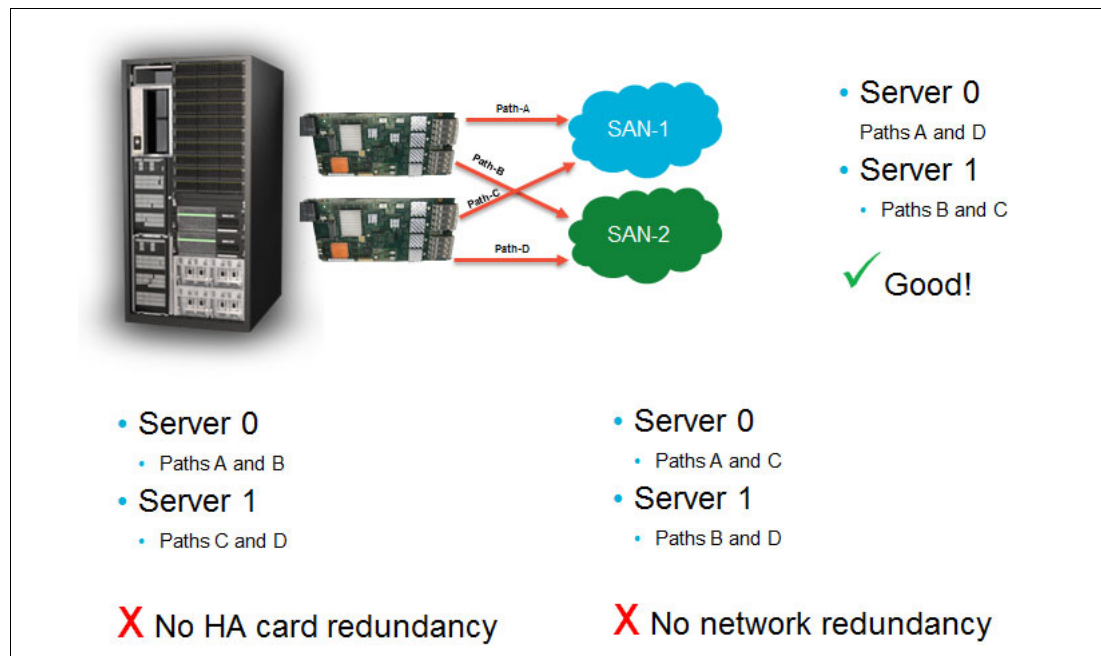 Path-A
SAN-1
Path-B
Path-C
SAN-2
Path-D
• Server 0
Paths A and D
• Server 1
• Paths B and C
✓ Good!
• Server 0
• Paths A and B
• Server 1
• Paths C and D
X No HA card redundancy
• Server 0
• Paths A and C
• Server 1
• Paths B and D
X No network redundancy